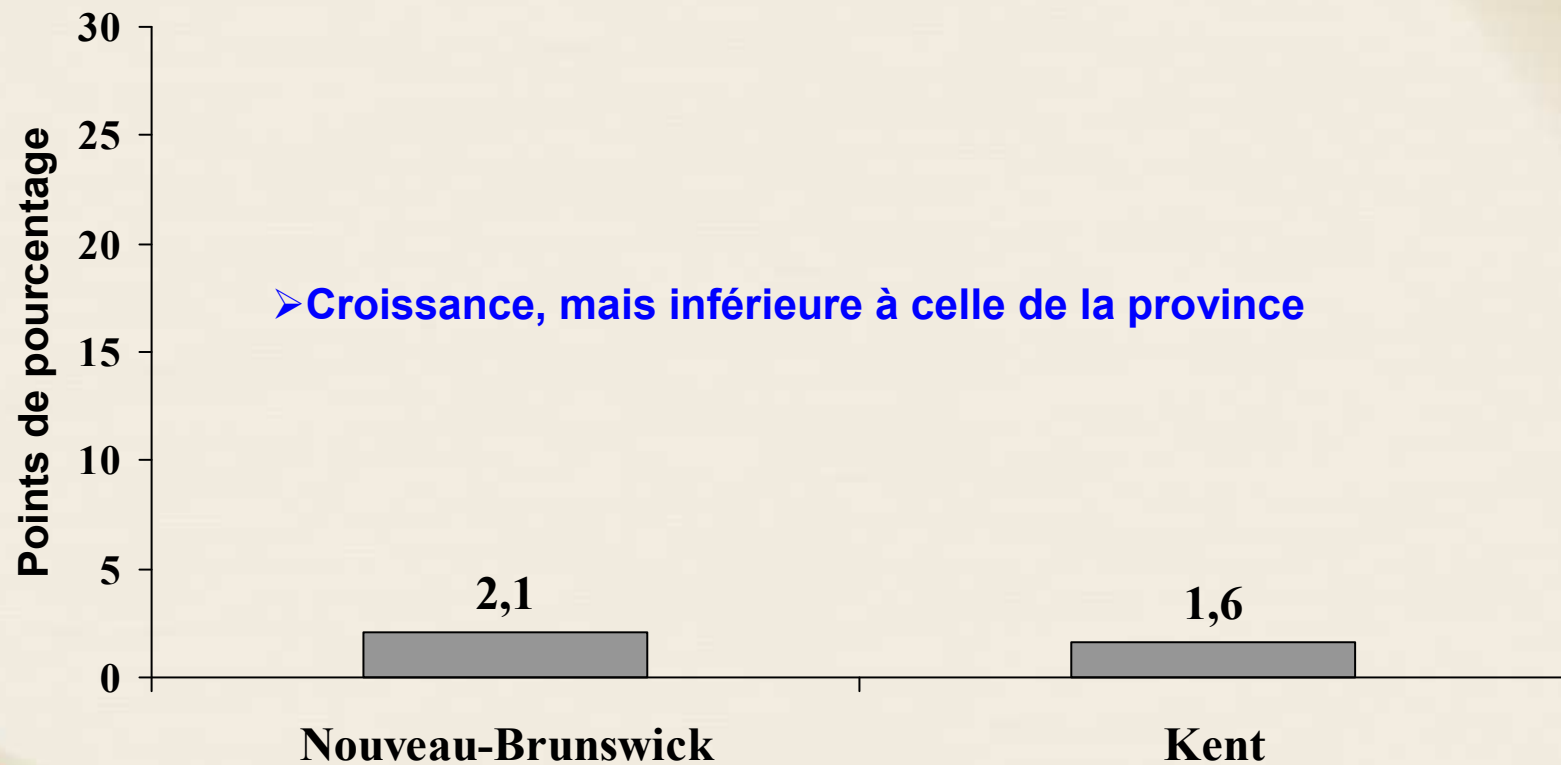 30
25
20
15
10
5
0
Points de pourcentage
➢Croissance, mais inférieure à celle de la province
2,1
1,6
Nouveau-Brunswick
Kent